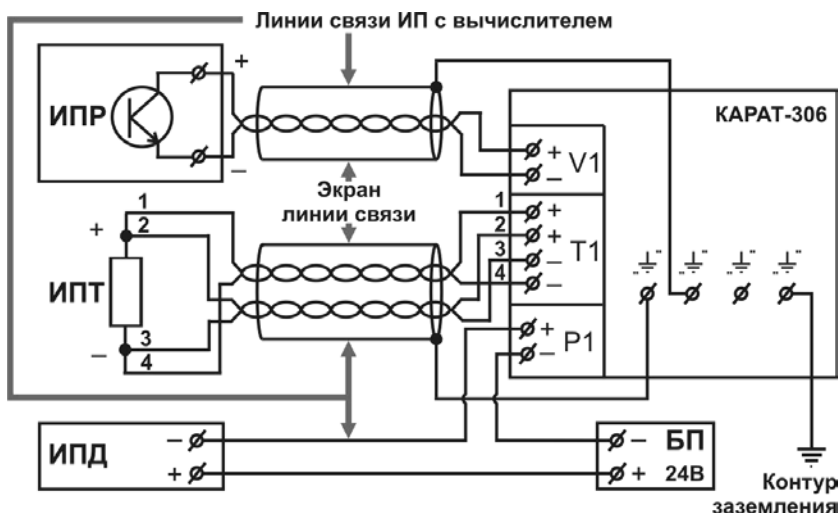 Линии связи ИП с вычислителем
ИПР
+
–
КАРАТ-306
+
–
V1
Экран
линии связи
1
2
3
4
+
–
ИПТ
1
2
3
4
+
+
–
–
T1
+
–
P1
„ ”
„ ”
„ ”
„ ”
ИПД
–
+
–
+
БП
24В
Контур
заземления